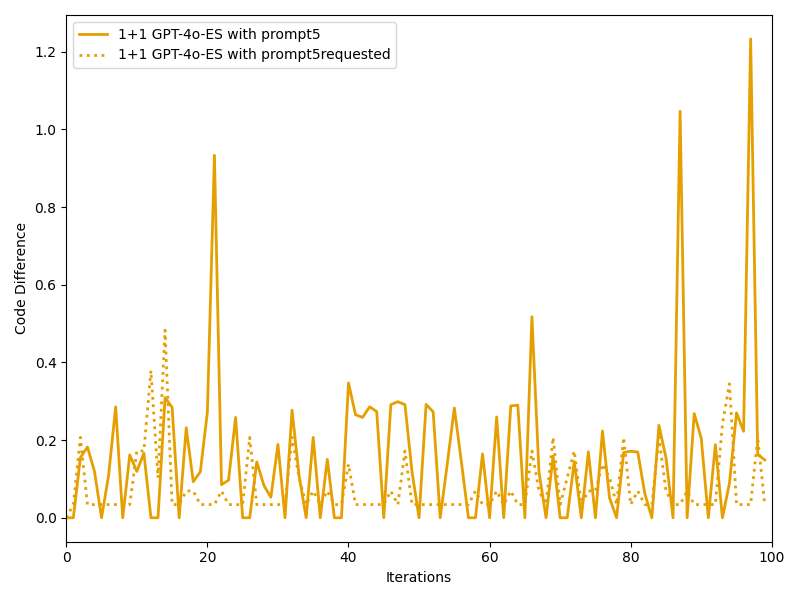 1+1 GPT-4o-ES with prompt5
1+1 GPT-4o-ES with prompt5requested
1.2
1.0
0.8
0.6
0.4
0.2
0.0
Code Difference
0 20 40 60 80 100
Iterations